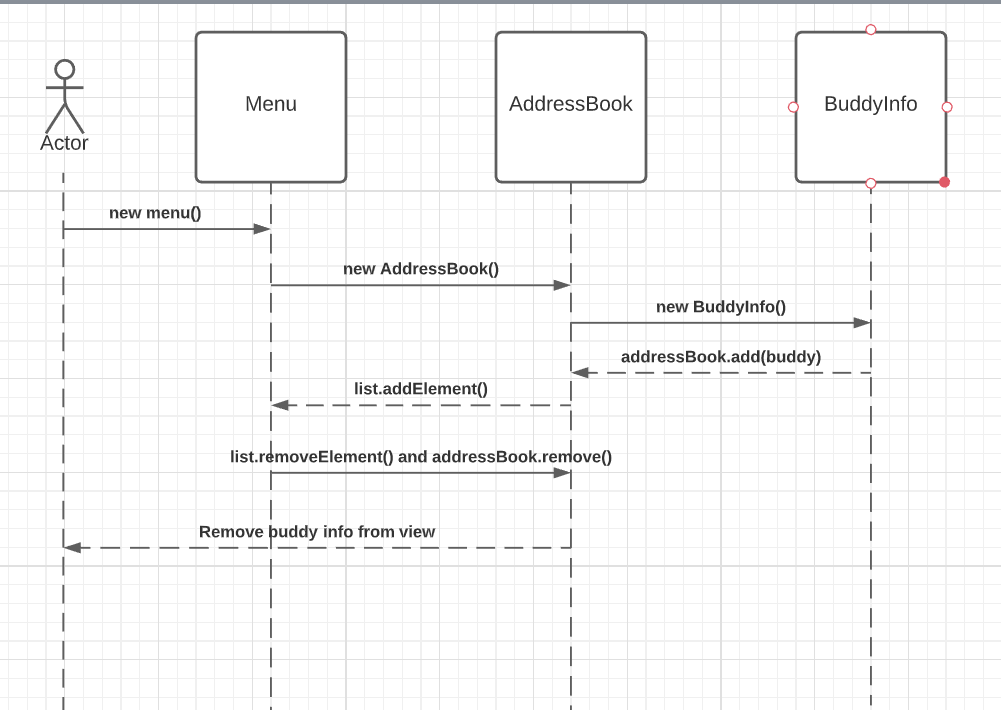 Menu
AddressBook
BuddyInfo
Actor
new menu()
new AddressBook()
new BuddyInfo()
addressBook.add(buddy)
list.addElement()
list.removeElement() and addressBook.remove()
Remove buddy info from view